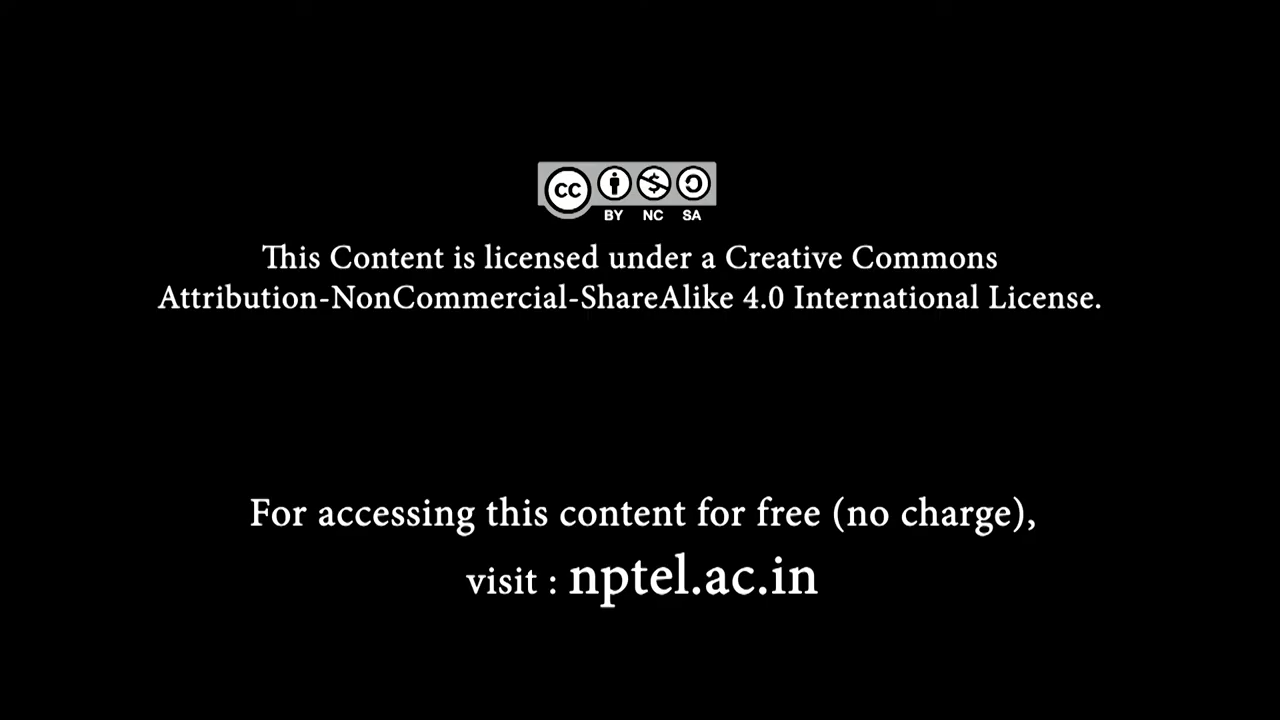 cc
BY NC SA
This Content is licensed under a Creative Commons
Attribution-NonCommercial-ShareAlike 4.0 International License.
For accessing this content for free (no charge),
visit : nptel.ac.in